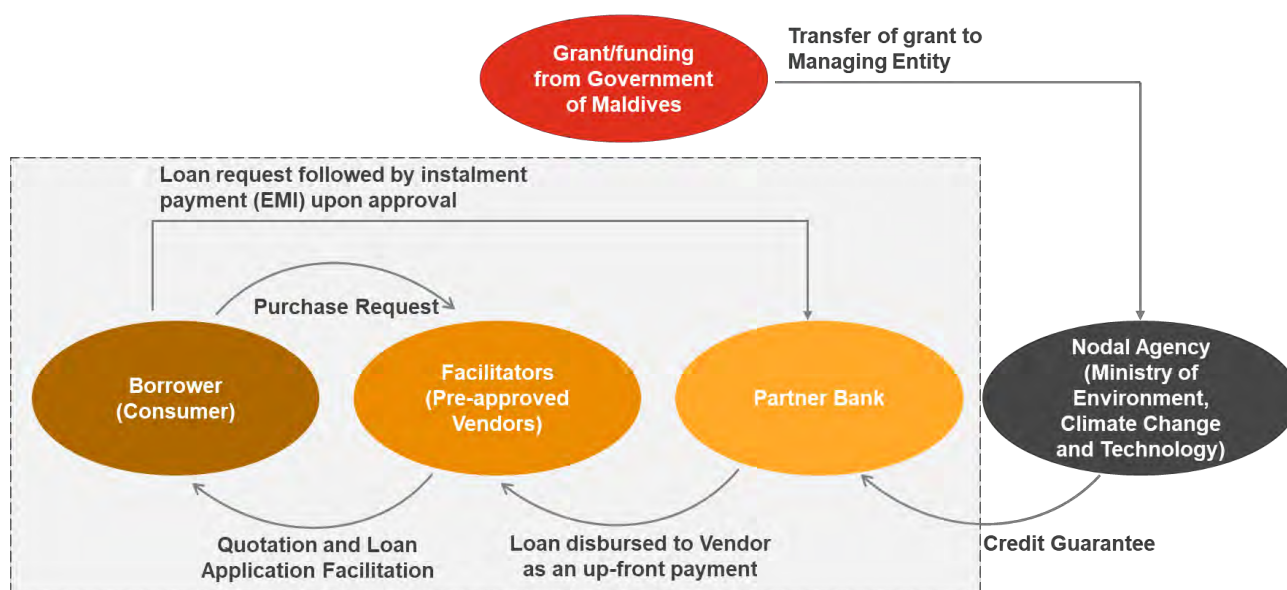 Grant/funding
from Government
of Maldives
Transfer of grant to
Managing Entity
Loan request followed by instalment
payment (EMI) upon approval
Purchase Request
Borrower
(Consumer)
Facilitators
(Pre-approved
Vendors)
Partner Bank
Nodal Agency
(Ministry of
Environment,
Climate Change
and Technology)
Quotation and Loan
Application Facilitation
Loan disbursed to Vendor
as an up-front payment
Credit Guarantee